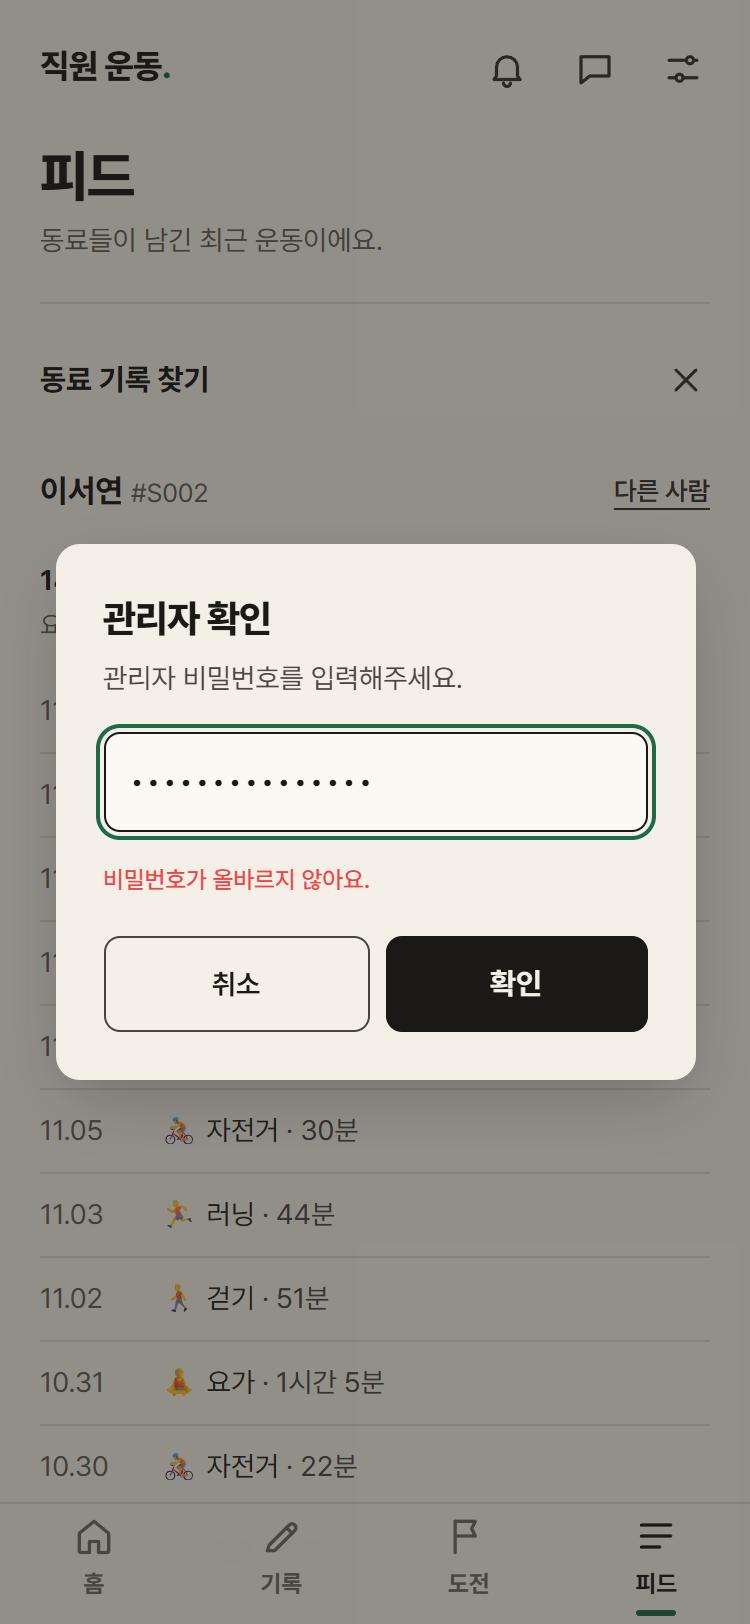 직원 운동.
피드
동료들이 남긴 최근 운동이에요.
동료 기록 찾기
이서연 #S002
다른 사람
관리자 확인
관리자 비밀번호를 입력해주세요.
•••••••••••••••
비밀번호가 올바르지 않아요.
취소
확인
11.05 자전거 · 30분
11.03 러닝 · 44분
11.02 걷기 · 51분
10.31 요가 · 1시간 5분
10.30 자전거 · 22분
홈
기록
도전
피드